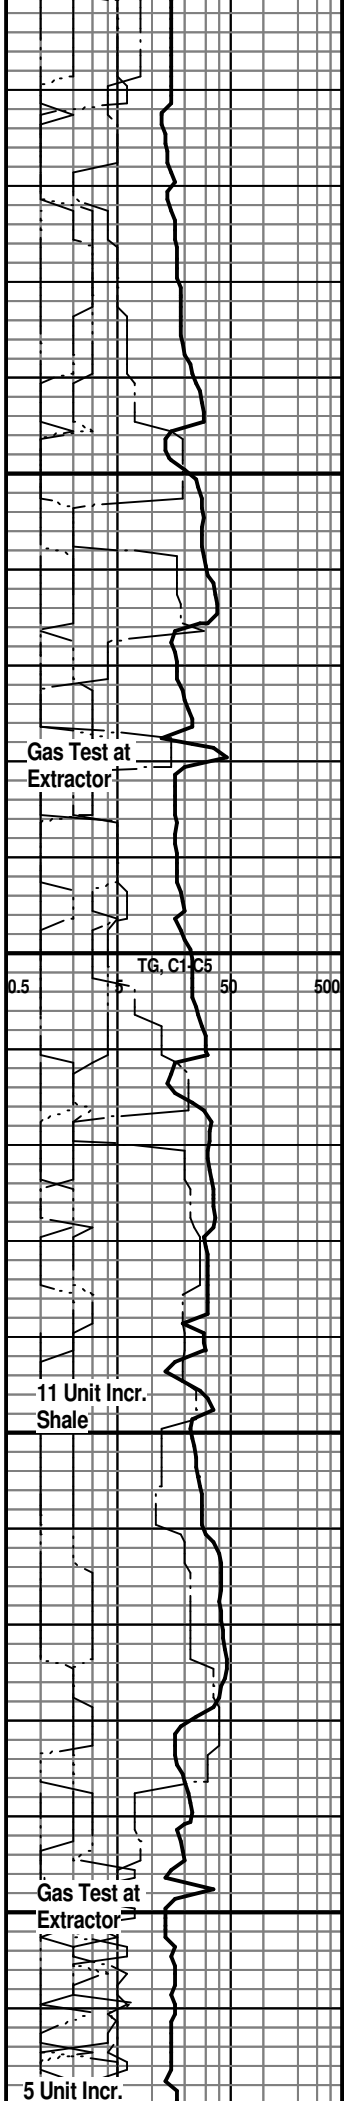 Gas Test at
Extractor
TG, C1-C5
0.5 5 50 500
11 Unit Incr.
Shale
Gas Test at
Extractor
5 Unit Incr.